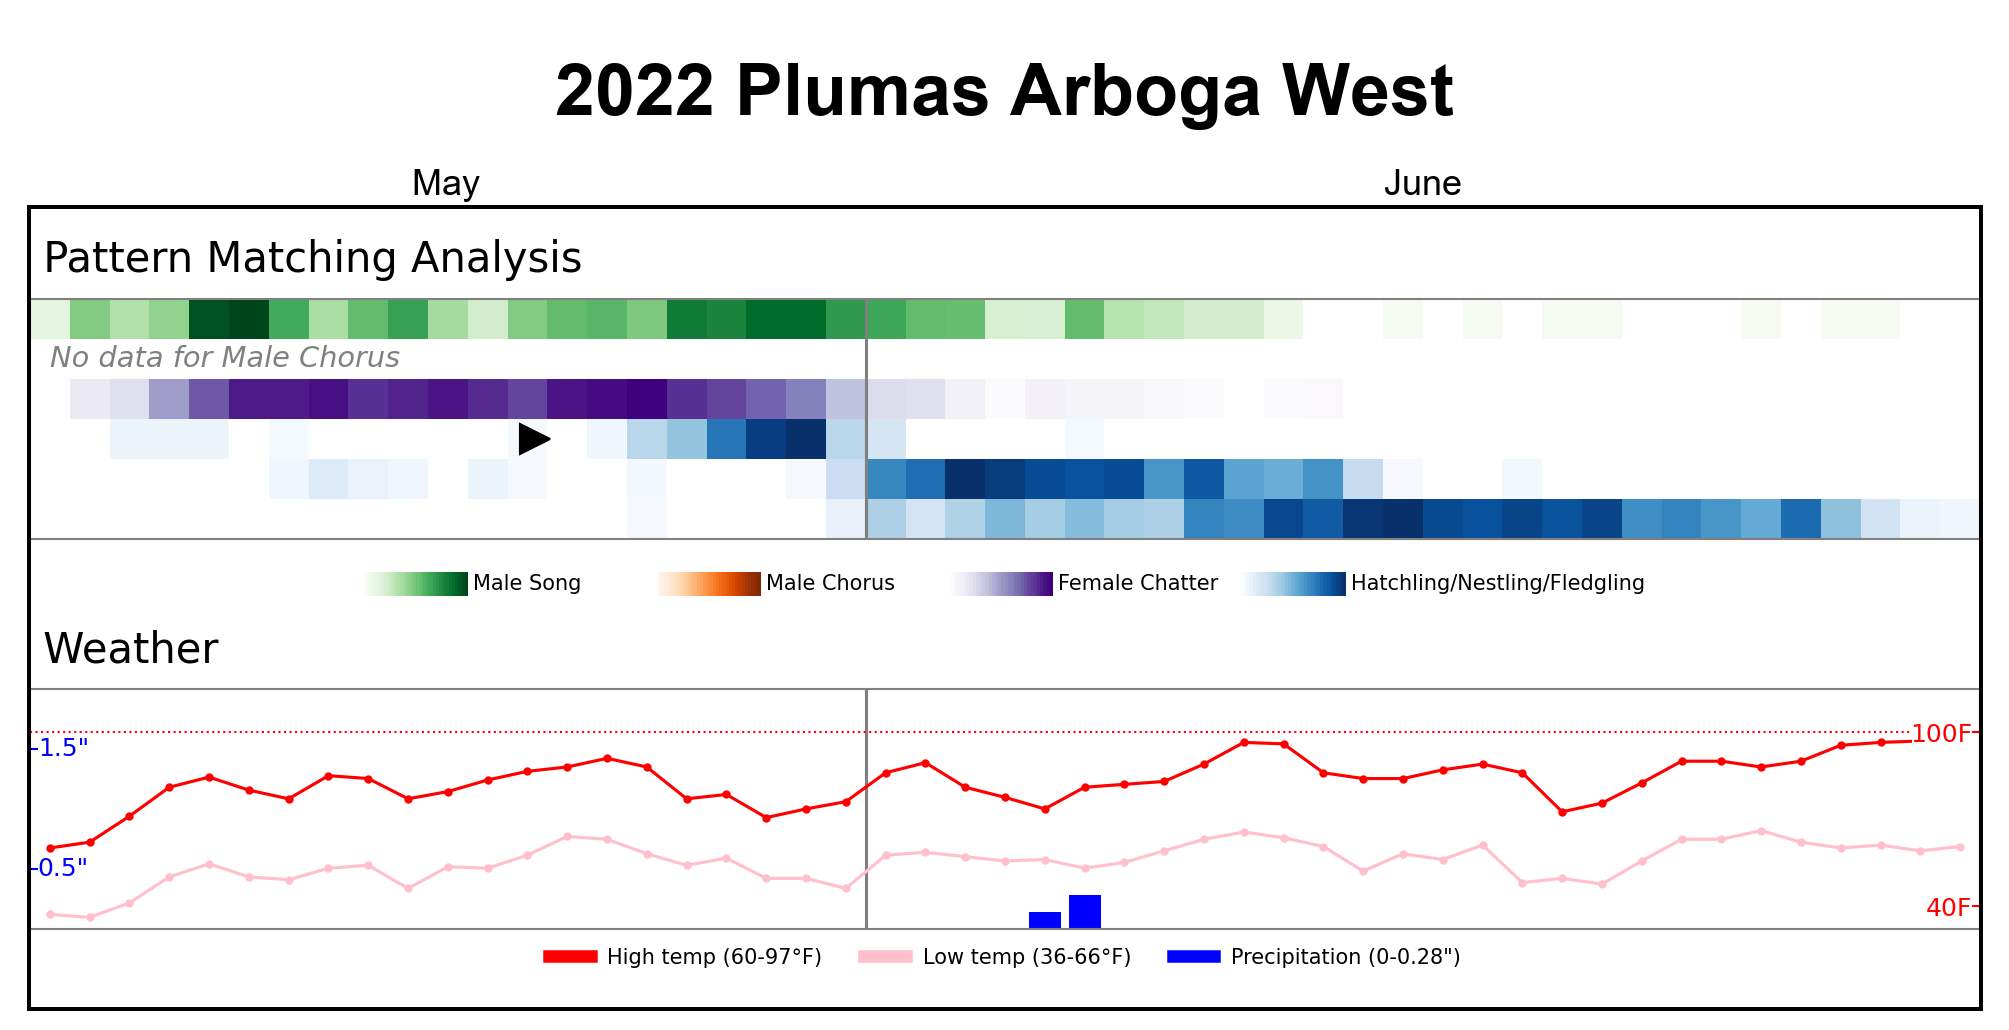 2022 Plumas Arboga West
May
June
Pattern Matching Analysis
No data for Male Chorus
Male Song
Male Chorus
Female Chatter
Hatchling/Nestling/Fledgling
Weather
1.5"
100F
0.5"
40F
High temp (60-97°F)
Low temp (36-66°F)
Precipitation (0-0.28")